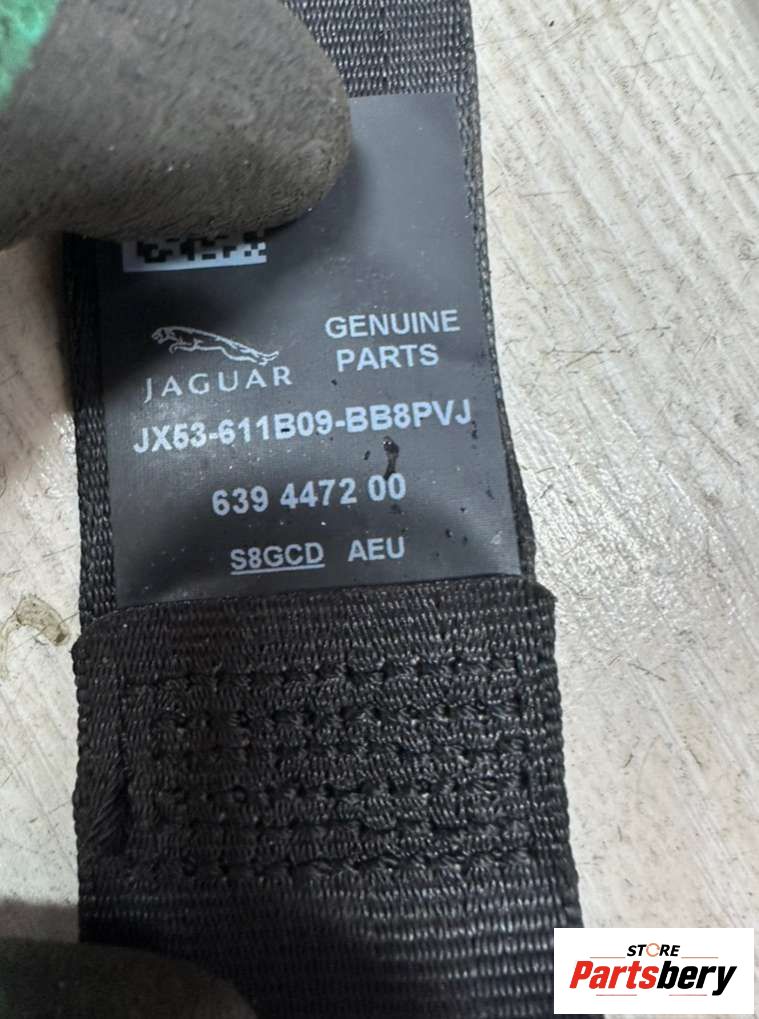 GENUINE
PARTS
JAGUAR
JX53-611B09-BB8PVJ
639 4472 00
S8GCD AEU
STORE
Partsbery